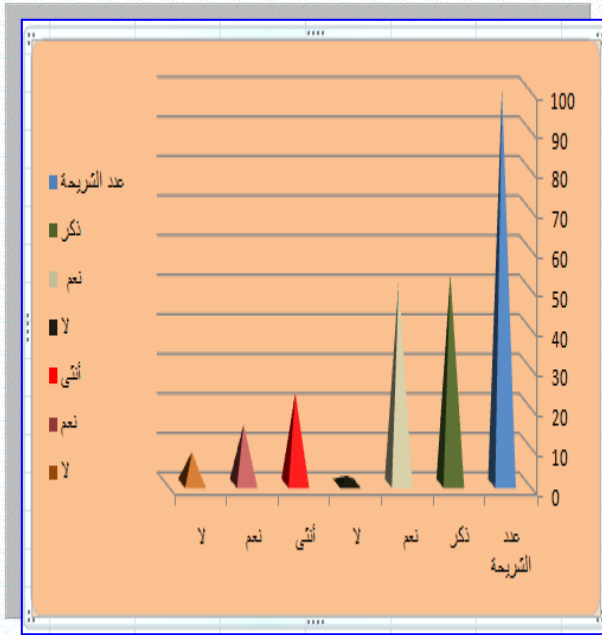 عدد الشريحة
ذكر
نعم
لا
أنثى
نعم
لا
100
90
80
70
60
50
40
30
20
10
0
عدد الشريحة
ذكر
نعم
لا
أنثى
نعم
لا